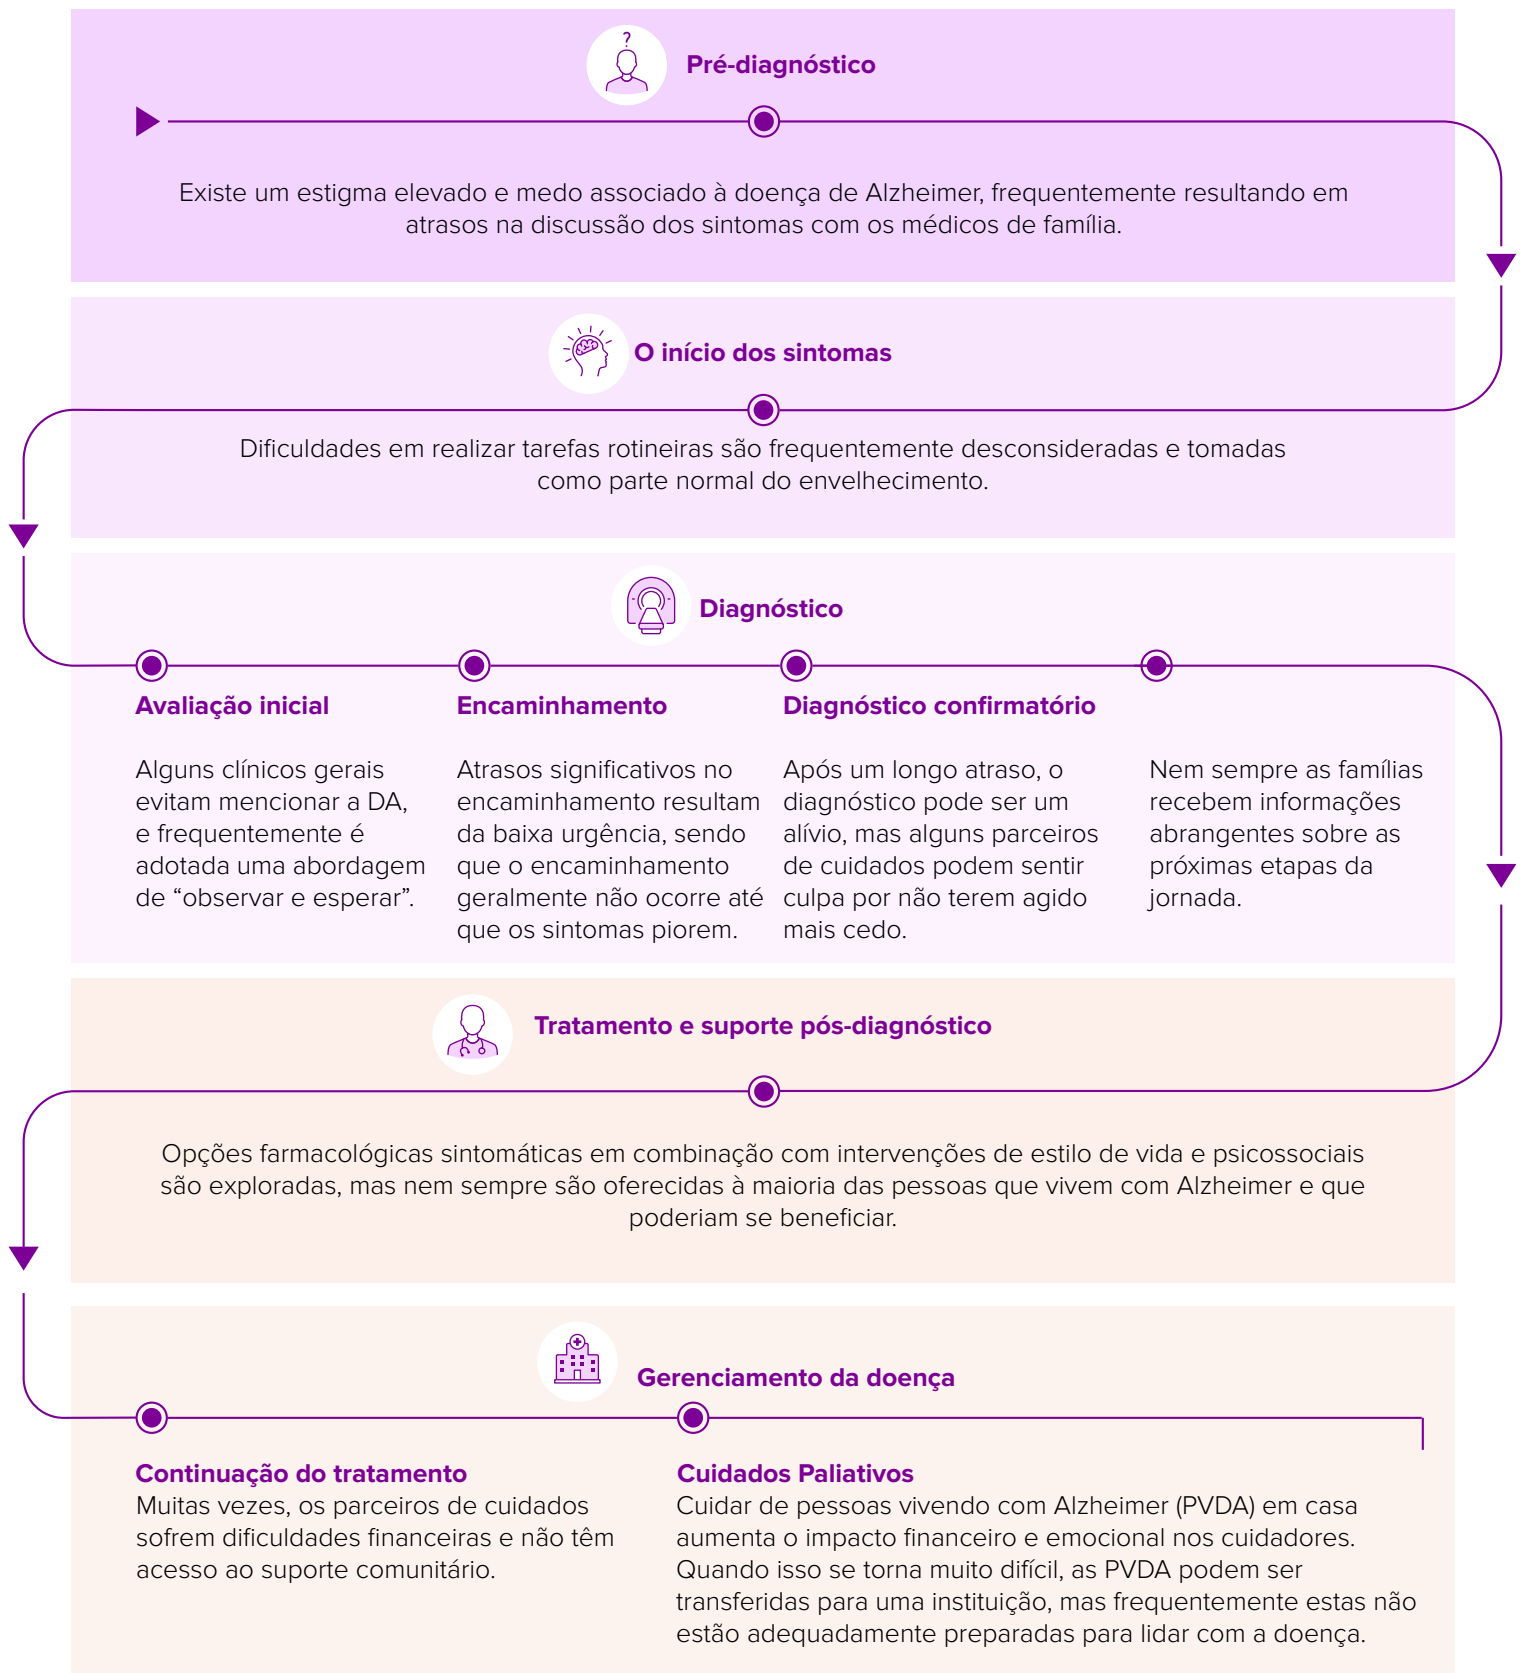 ?
Pré-diagnóstico
Existe um estigma elevado e medo associado à doença de Alzheimer, frequentemente resultando em
atrasos na discussão dos sintomas com os médicos de família.
O início dos sintomas
Dificuldades em realizar tarefas rotineiras são frequentemente desconsideradas e tomadas
como parte normal do envelhecimento.
Diagnóstico
Avaliação inicial
Alguns clínicos gerais
evitam mencionar a DA,
e frequentemente é
adotada uma abordagem
de “observar e esperar”.
Encaminhamento
Atrasos significativos no
encaminhamento resultam
da baixa urgência, sendo
que o encaminhamento
geralmente não ocorre até
que os sintomas piorem.
Diagnóstico confirmatório
Após um longo atraso, o
diagnóstico pode ser um
alívio, mas alguns parceiros
de cuidados podem sentir
culpa por não terem agido
mais cedo.
Nem sempre as famílias
recebem informações
abrangentes sobre as
próximas etapas da
jornada.
Tratamento e suporte pós-diagnóstico
Opções farmacológicas sintomáticas em combinação com intervenções de estilo de vida e psicossociais
são exploradas, mas nem sempre são oferecidas à maioria das pessoas que vivem com Alzheimer e que
poderiam se beneficiar.
Gerenciamento da doença
Continuação do tratamento
Muitas vezes, os parceiros de cuidados
sofrem dificuldades financeiras e não têm
acesso ao suporte comunitário.
Cuidados Paliativos
Cuidar de pessoas vivendo com Alzheimer (PVDA) em casa
aumenta o impacto financeiro e emocional nos cuidadores.
Quando isso se torna muito difícil, as PVDA podem ser
transferidas para uma instituição, mas frequentemente estas não
estão adequadamente preparadas para lidar com a doença.